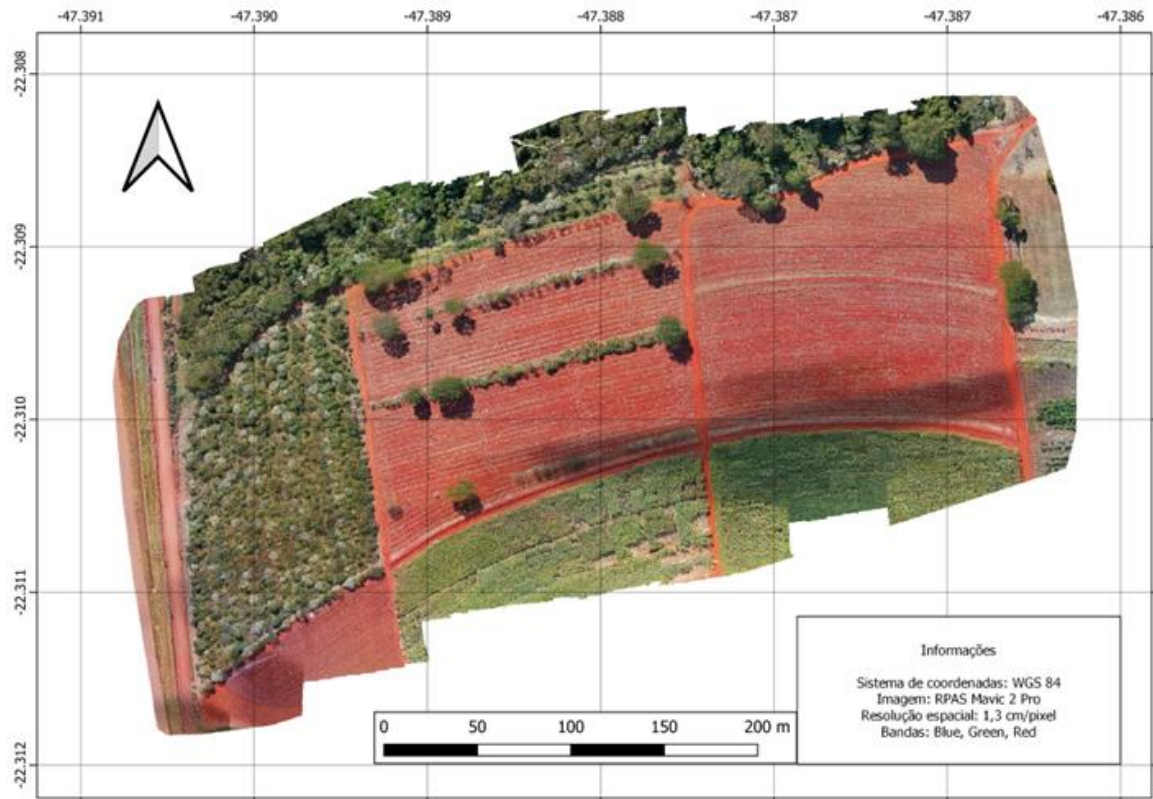 -47.391 -47.390 -47.389 -47.388 -47.387 -47.387 -47.386
-22.308
-22.309
-22.310
-22.311
-22.312
0 50 100 150 200 m
Informações
Sistema de coordenadas: WGS 84
Imagem: RPAS Mavic 2 Pro
Resolução espacial: 1,3 cm/pixel
Bandas: Blue, Green, Red